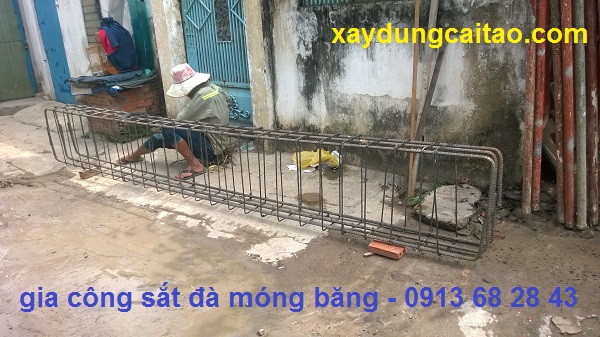 xaydungcaitao.com
gia công sắt đà móng băng - 0913 68 28 43